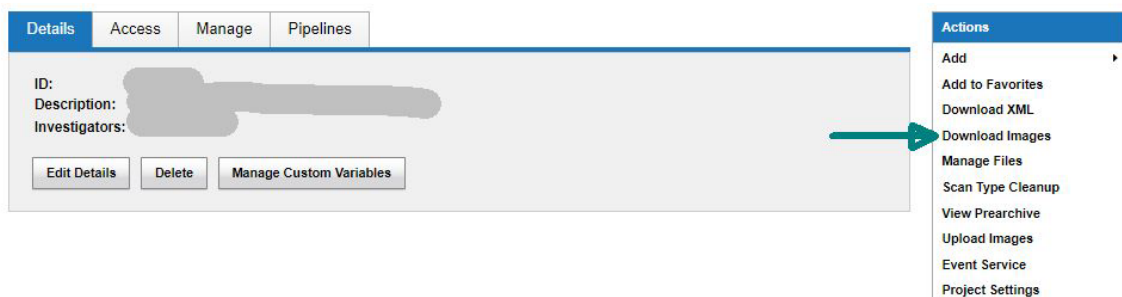 Details Access Manage Pipelines
ID:
Description:
Investigators:
Edit Details Delete Manage Custom Variables
Actions
Add
Add to Favorites
Download XML
Download Images
Manage Files
Scan Type Cleanup
View Prearchive
Upload Images
Event Service
Project Settings